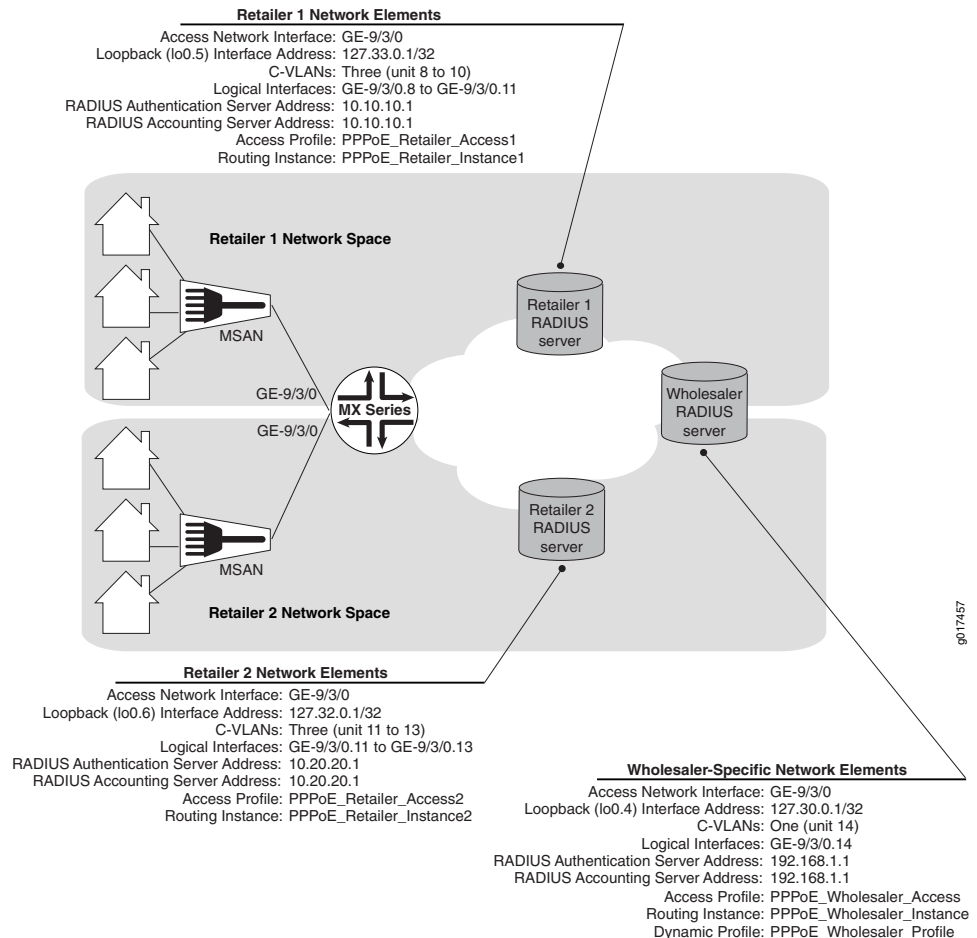 Retailer 1 Network Elements
Access Network Interface: GE-9/3/0
Loopback (lo0.5) Interface Address: 127.33.0.1/32
C-VLANs: Three (unit 8 to 10)
Logical Interfaces: GE-9/3/0.8 to GE-9/3/0.11
RADIUS Authentication Server Address: 10.10.10.1
RADIUS Accounting Server Address: 10.10.10.1
Access Profile: PPPoE_Retailer_Access1
Routing Instance: PPPoE_Retailer_Instance1
Retailer 1 Network Space
MSAN
Retailer 1
RADIUS
server
GE-9/3/0
MX Series
GE-9/3/0
Wholesaler
RADIUS
server
Retailer 2
RADIUS
server
MSAN
Retailer 2 Network Space
g017457
Retailer 2 Network Elements
Access Network Interface: GE-9/3/0
Loopback (lo0.6) Interface Address: 127.32.0.1/32
C-VLANs: Three (unit 11 to 13)
Logical Interfaces: GE-9/3/0.11 to GE-9/3/0.13
RADIUS Authentication Server Address: 10.20.20.1
RADIUS Accounting Server Address: 10.20.20.1
Access Profile: PPPoE_Retailer_Access2
Routing Instance: PPPoE_Retailer_Instance2
Wholesaler-Specific Network Elements
Access Network Interface: GE-9/3/0
Loopback (lo0.4) Interface Address: 127.30.0.1/32
C-VLANs: One (unit 14)
Logical Interfaces: GE-9/3/0.14
RADIUS Authentication Server Address: 192.168.1.1
RADIUS Accounting Server Address: 192.168.1.1
Access Profile: PPPoE_Wholesaler_Access
Routing Instance: PPPoE_Wholesaler_Instance
Dynamic Profile: PPPoE_Wholesaler_Profile